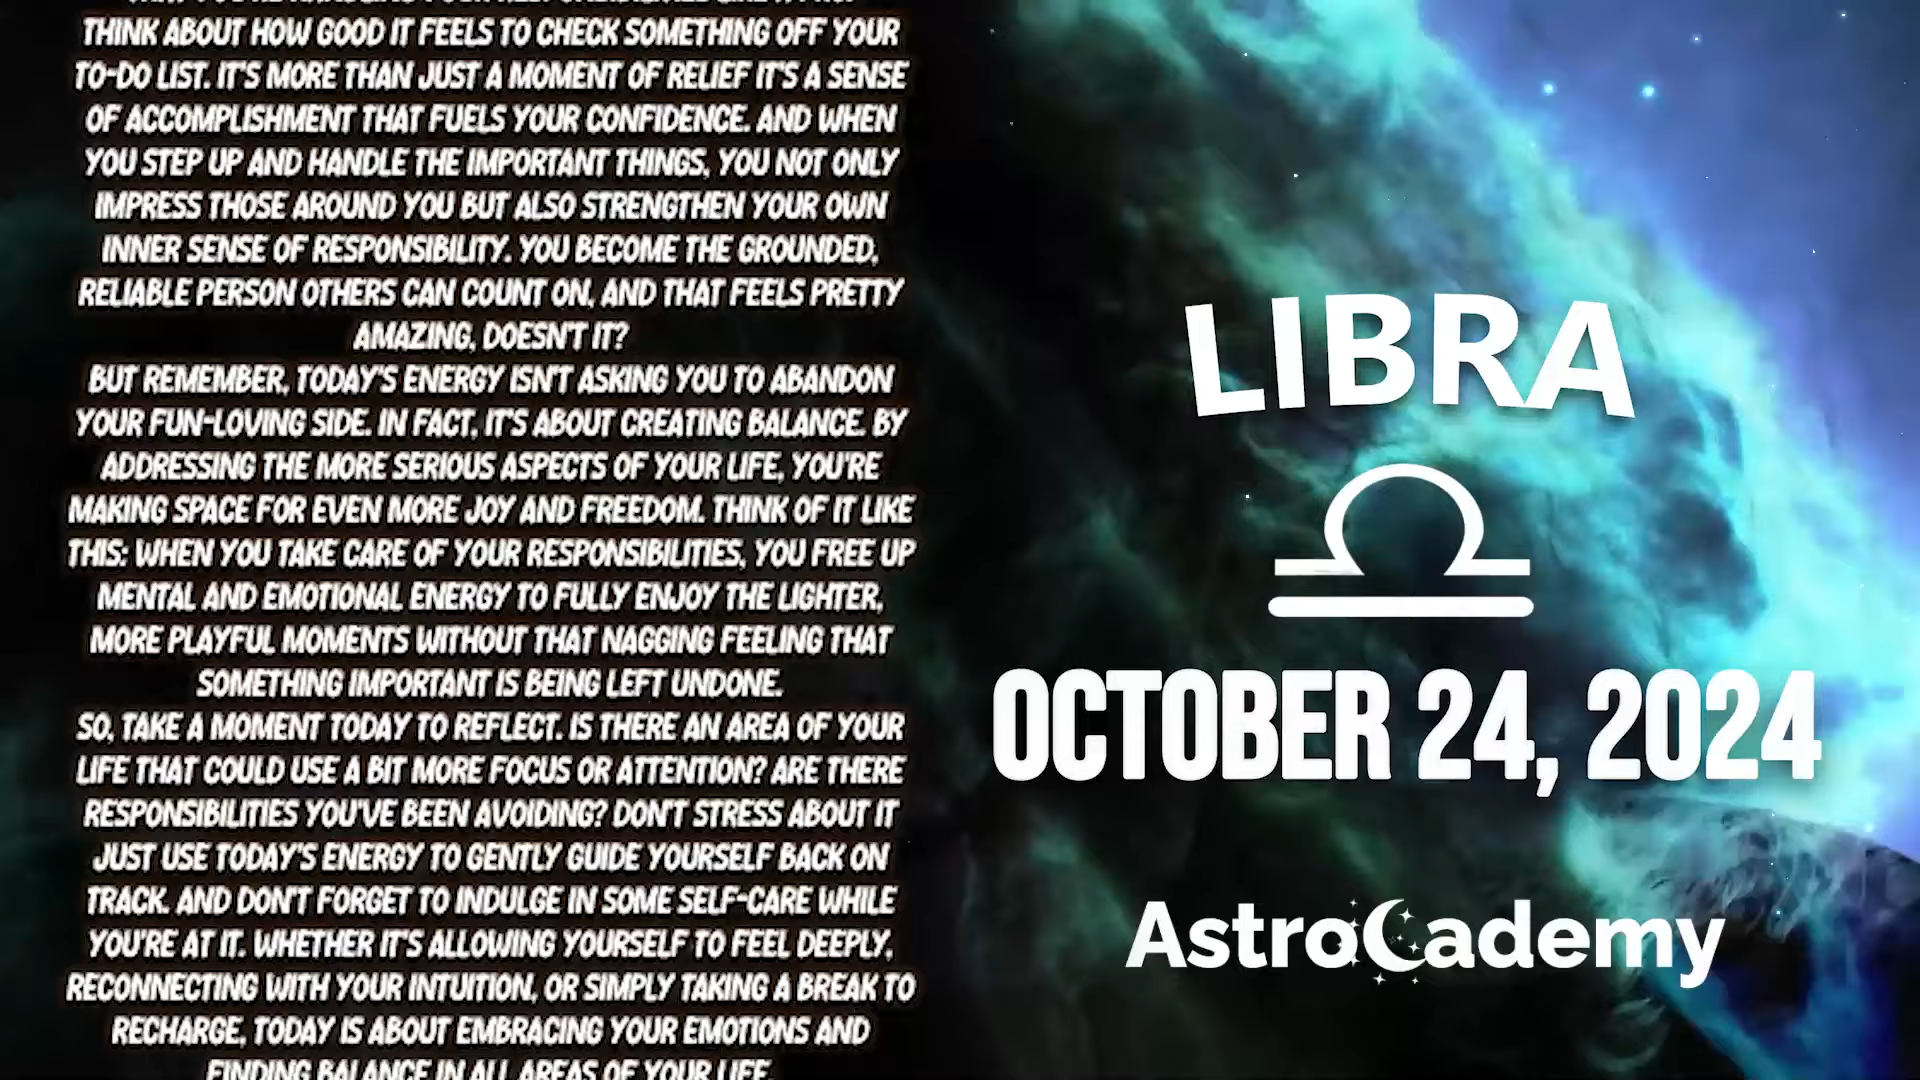 THINK ABOUT HOW GOOD IT FEELS TO CHECK SOMETHING OFF YOUR
TO-DO LIST. IT'S MORE THAN JUST A MOMENT OF RELIEF IT'S A SENSE
OF ACCOMPLISHMENT THAT FUELS YOUR CONFIDENCE. AND WHEN
YOU STEP UP AND HANDLE THE IMPORTANT THINGS, YOU NOT ONLY
IMPRESS THOSE AROUND YOU BUT ALSO STRENGTHEN YOUR OWN
INNER SENSE OF RESPONSIBILITY. YOU BECOME THE GROUNDED,
RELIABLE PERSON OTHERS CAN COUNT ON, AND THAT FEELS PRETTY
AMAZING, DOESN'T IT?
BUT REMEMBER, TODAY'S ENERGY ISN'T ASKING YOU TO ABANDON
YOUR FUN-LOVING SIDE. IN FACT, IT'S ABOUT CREATING BALANCE. BY
ADDRESSING THE MORE SERIOUS ASPECTS OF YOUR LIFE, YOU'RE
MAKING SPACE FOR EVEN MORE JOY AND FREEDOM. THINK OF IT LIKE
THIS: WHEN YOU TAKE CARE OF YOUR RESPONSIBILITIES, YOU FREE UP
MENTAL AND EMOTIONAL ENERGY TO FULLY ENJOY THE LIGHTER,
MORE PLAYFUL MOMENTS WITHOUT THAT NAGGING FEELING THAT
SOMETHING IMPORTANT IS BEING LEFT UNDONE.
SO, TAKE A MOMENT TODAY TO REFLECT. IS THERE AN AREA OF YOUR
LIFE THAT COULD USE A BIT MORE FOCUS OR ATTENTION? ARE THERE
RESPONSIBILITIES YOU'VE BEEN AVOIDING? DON'T STRESS ABOUT IT
JUST USE TODAY'S ENERGY TO GENTLY GUIDE YOURSELF BACK ON
TRACK. AND DON'T FORGET TO INDULGE IN SOME SELF-CARE WHILE
YOU'RE AT IT. WHETHER IT'S ALLOWING YOURSELF TO FEEL DEEPLY,
RECONNECTING WITH YOUR INTUITION, OR SIMPLY TAKING A BREAK TO
RECHARGE, TODAY IS ABOUT EMBRACING YOUR EMOTIONS AND
FINDING BALANCE IN ALL AREAS OF YOUR LIFE.
LIBRA
OCTOBER 24, 2024
AstroCademy